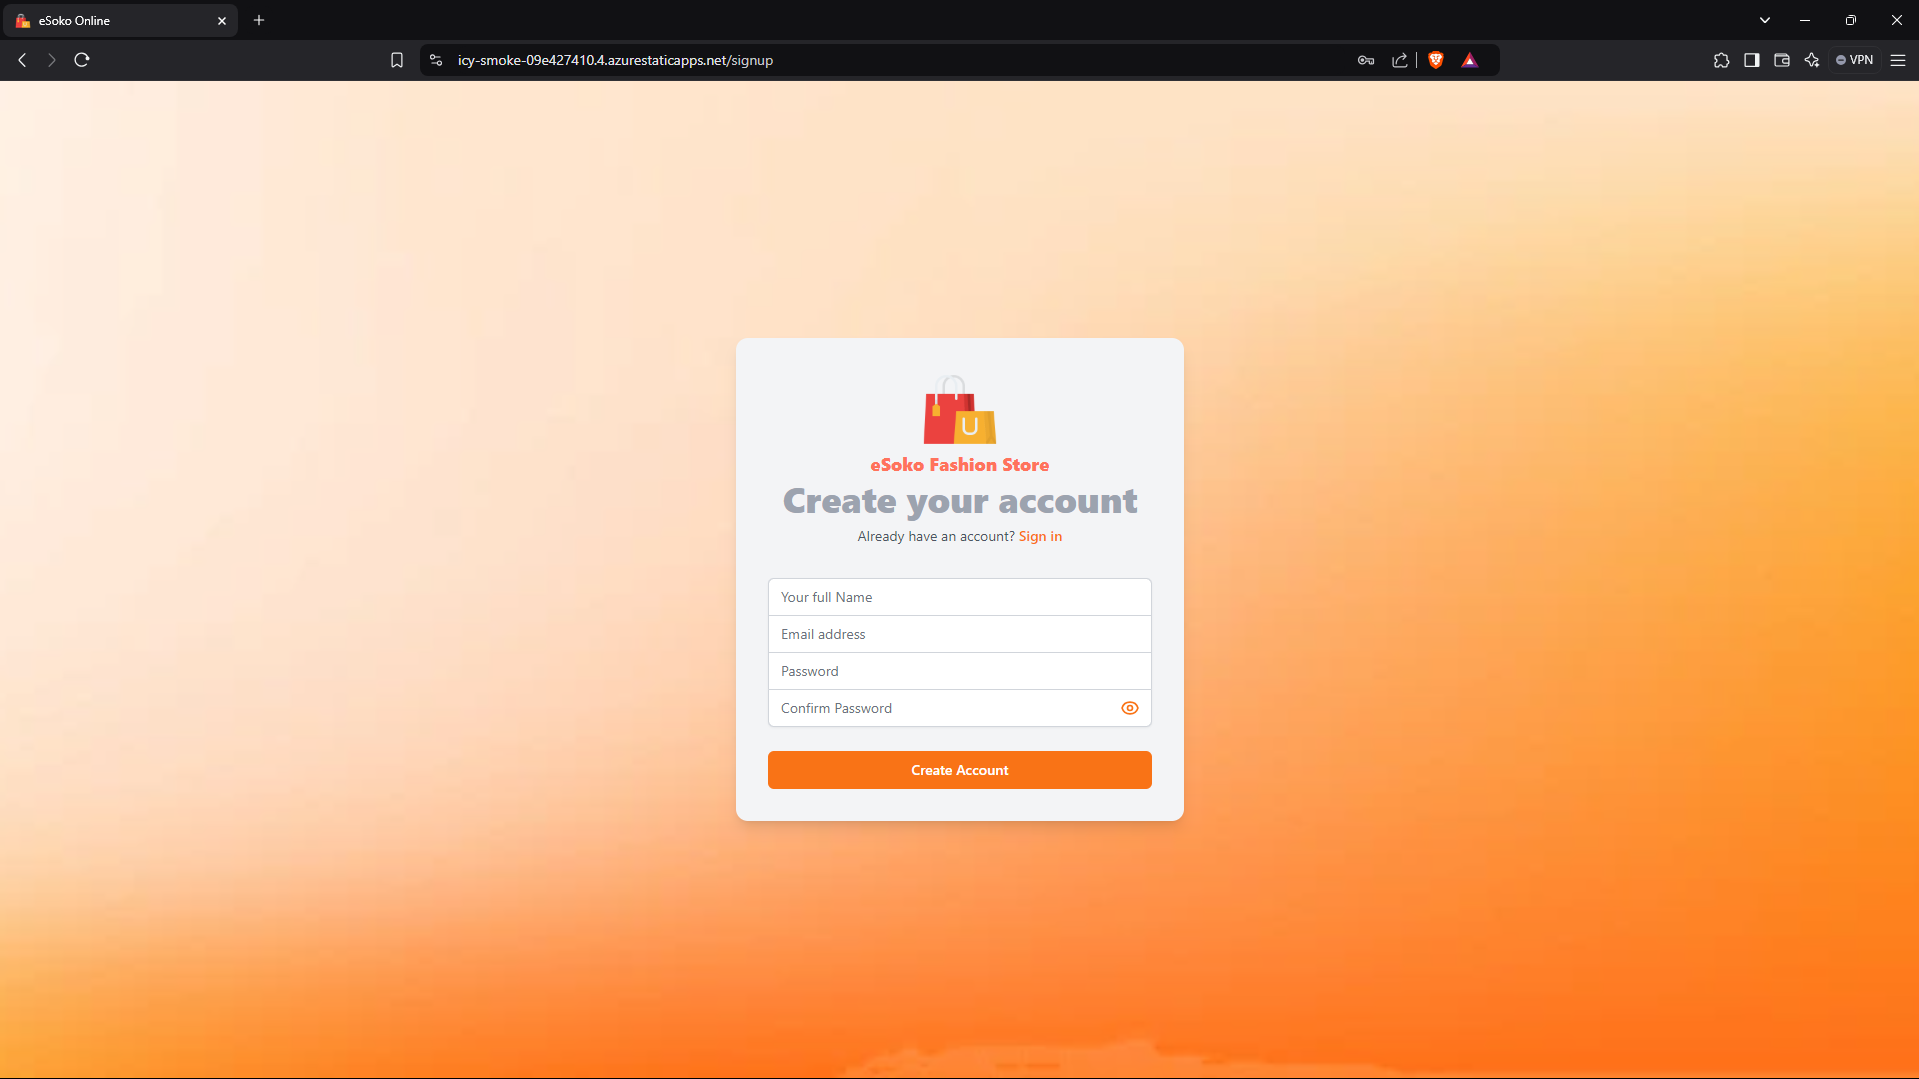 eSoko Online
icy-smoke-09e427410.4.azurestaticapps.net/signup
VPN
eSoko Fashion Store
Create your account
Already have an account? Sign in
Your full Name
Email address
Password
Confirm Password
Create Account